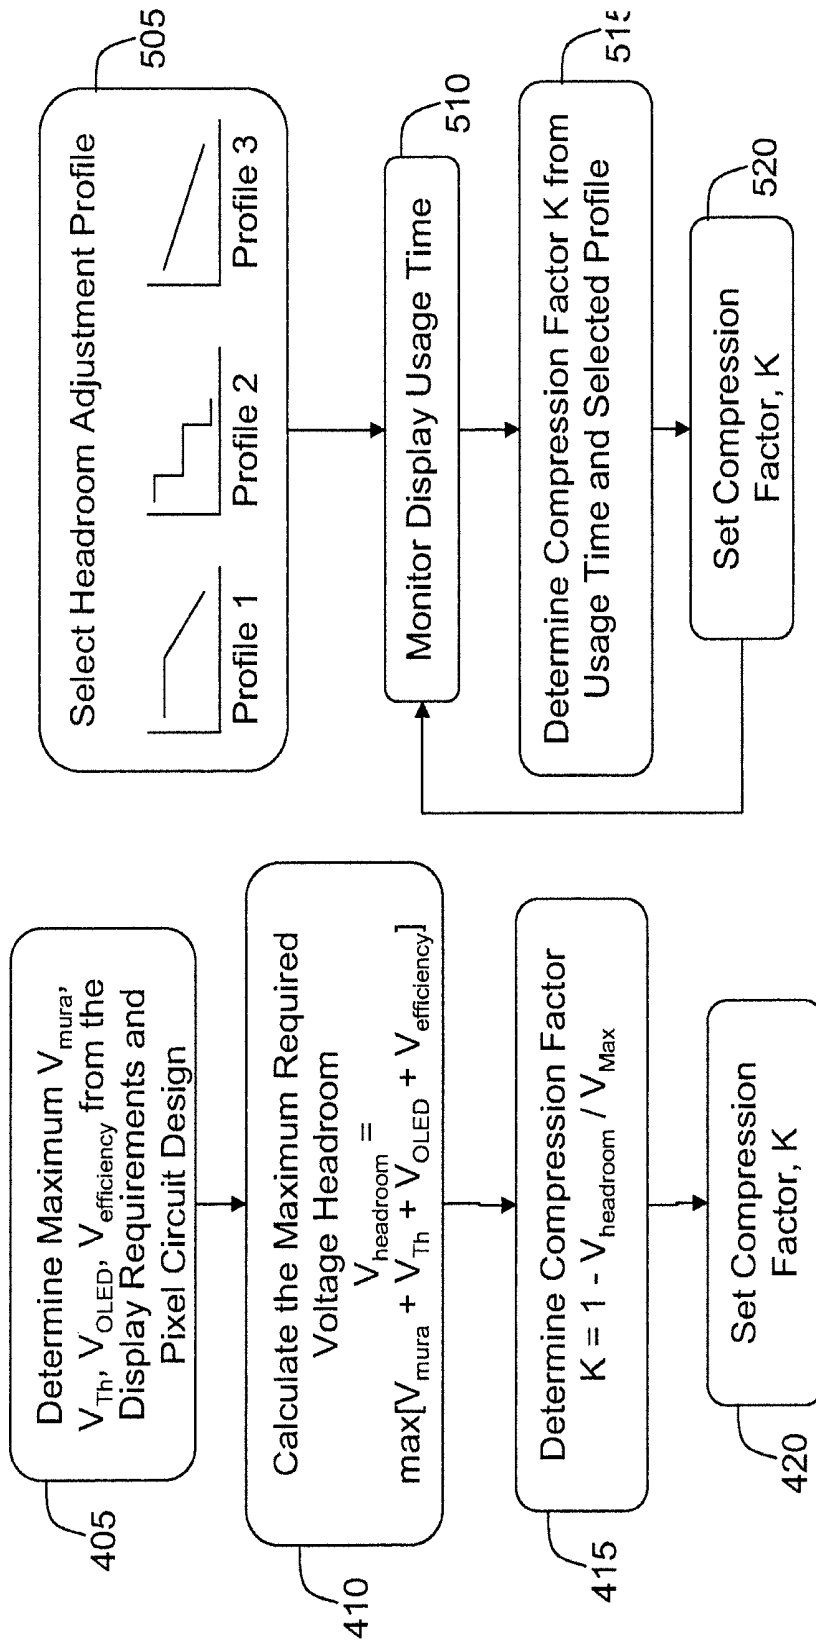 Determine Maximum V_mura,
V_Th, V_OLED, V_efficiency from the
Display Requirements and
Pixel Circuit Design
405
Calculate the Maximum Required
Voltage Headroom
V_headroom =
max[V_mura + V_Th + V_OLED + V_efficiency]
410
Determine Compression Factor
K = 1 - V_headroom / V_Max
415
Set Compression
Factor, K
420
Select Headroom Adjustment Profile
Profile 1
Profile 2
Profile 3
505
Monitor Display Usage Time
510
Determine Compression Factor K from
Usage Time and Selected Profile
515
Set Compression
Factor, K
520